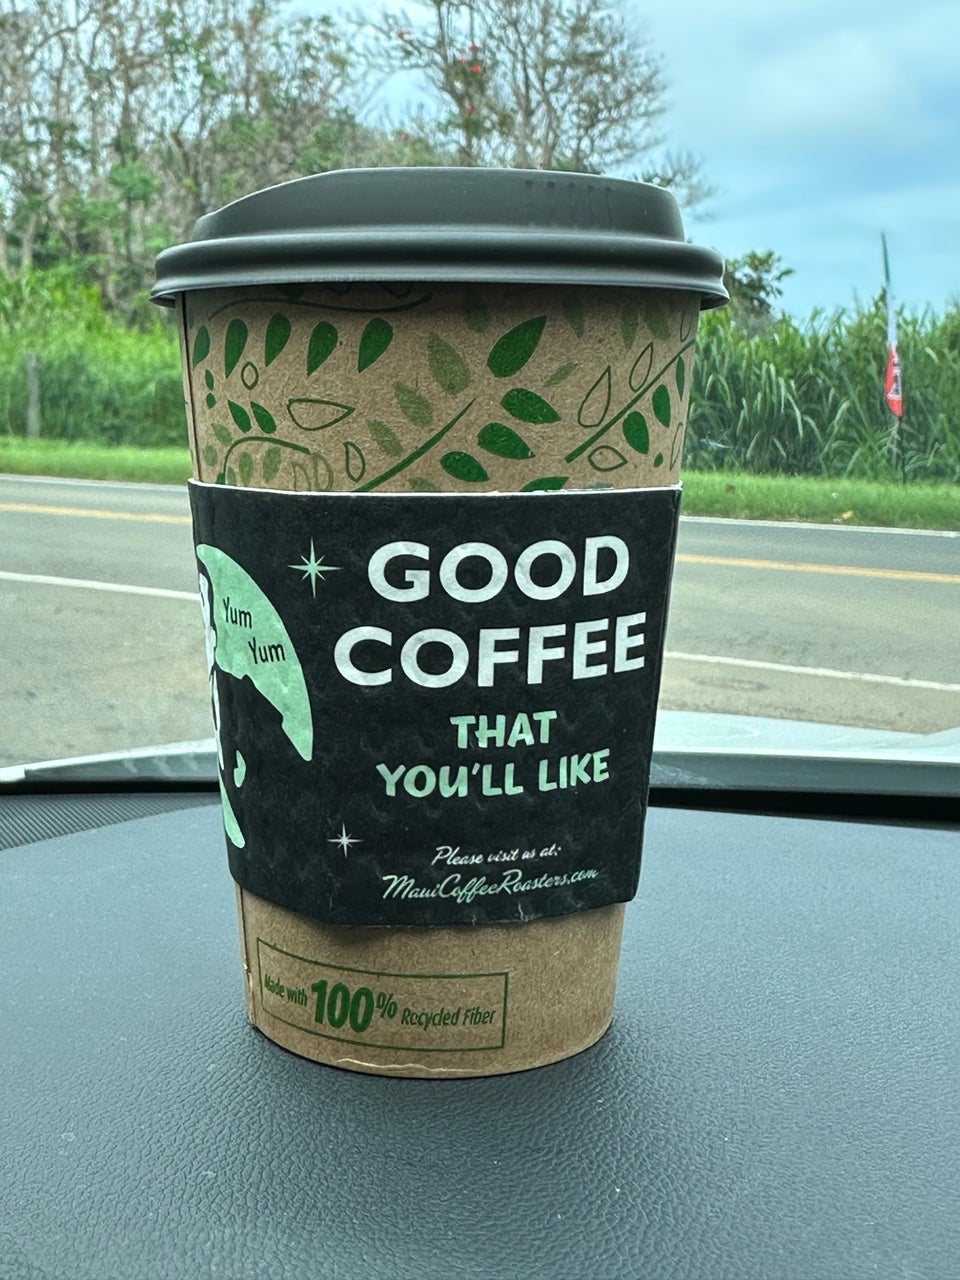 Yum
Yum
GOOD
COFFEE
THAT
YOU'LL LIKE
Please visit us at:
MauiCoffeeRoasters.com
Made with 100% Recycled Fiber